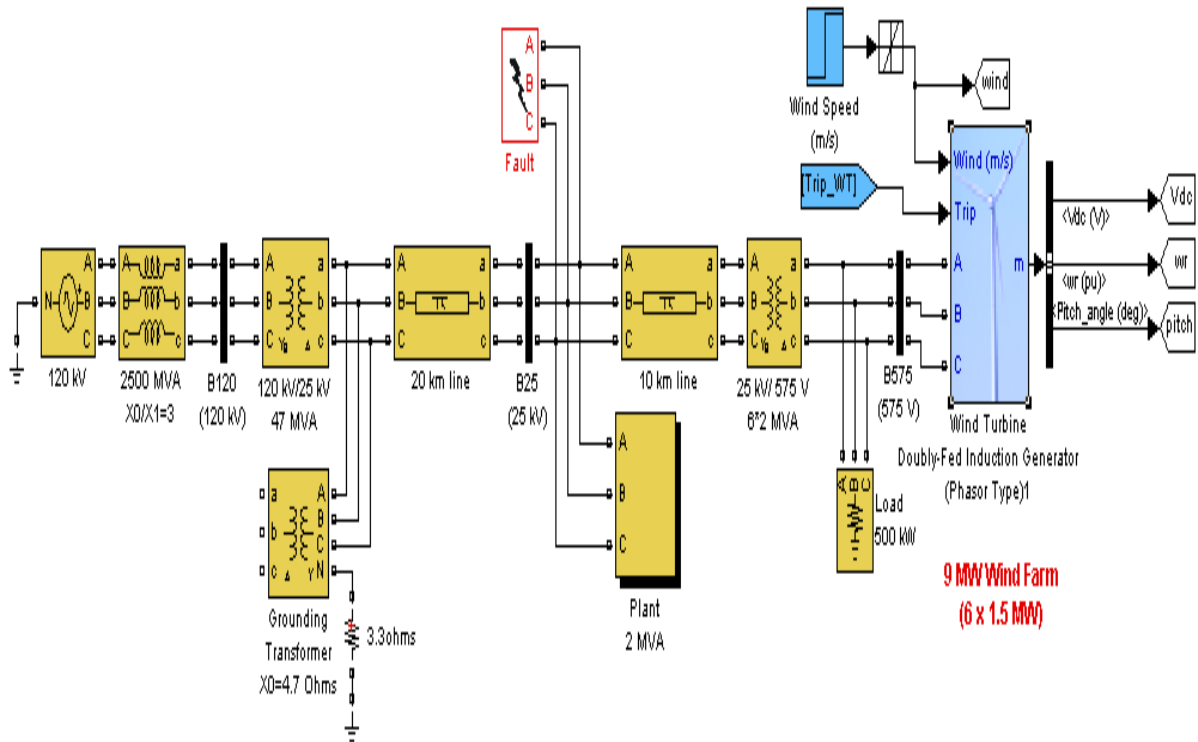 A
B
C
Fault
Wind Speed
(m/s)
wind
[Trip_WT]
Wind (m/s)
Trip
A
B
C
m
<Vdc (V)>
<wr (pu)>
<Pitch_angle (deg)>
Vdc
wr
pitch
N
A
B
C
120 kV
A
B
C
a
b
c
2500 MVA
X0/X1=3
B120
(120 kV)
A
B
C
a
b
c
Yg
Δ
120 kV/25 kV
47 MVA
A
B
C
a
b
c
20 km line
B25
(25 kV)
A
B
C
a
b
c
10 km line
A
B
C
a
b
c
Yg
Δ
25 kV/ 575 V
6*2 MVA
B575
(575 V)
Wind Turbine
Doubly-Fed Induction Generator
(Phasor Type)1
A
B
C
Load
500 kW
a
b
c
A
B
C
N
Δ
Y
Grounding
Transformer
X0=4.7 Ohms
3.3ohms
A
B
C
Plant
2 MVA
9 MW Wind Farm
(6 x 1.5 MW)